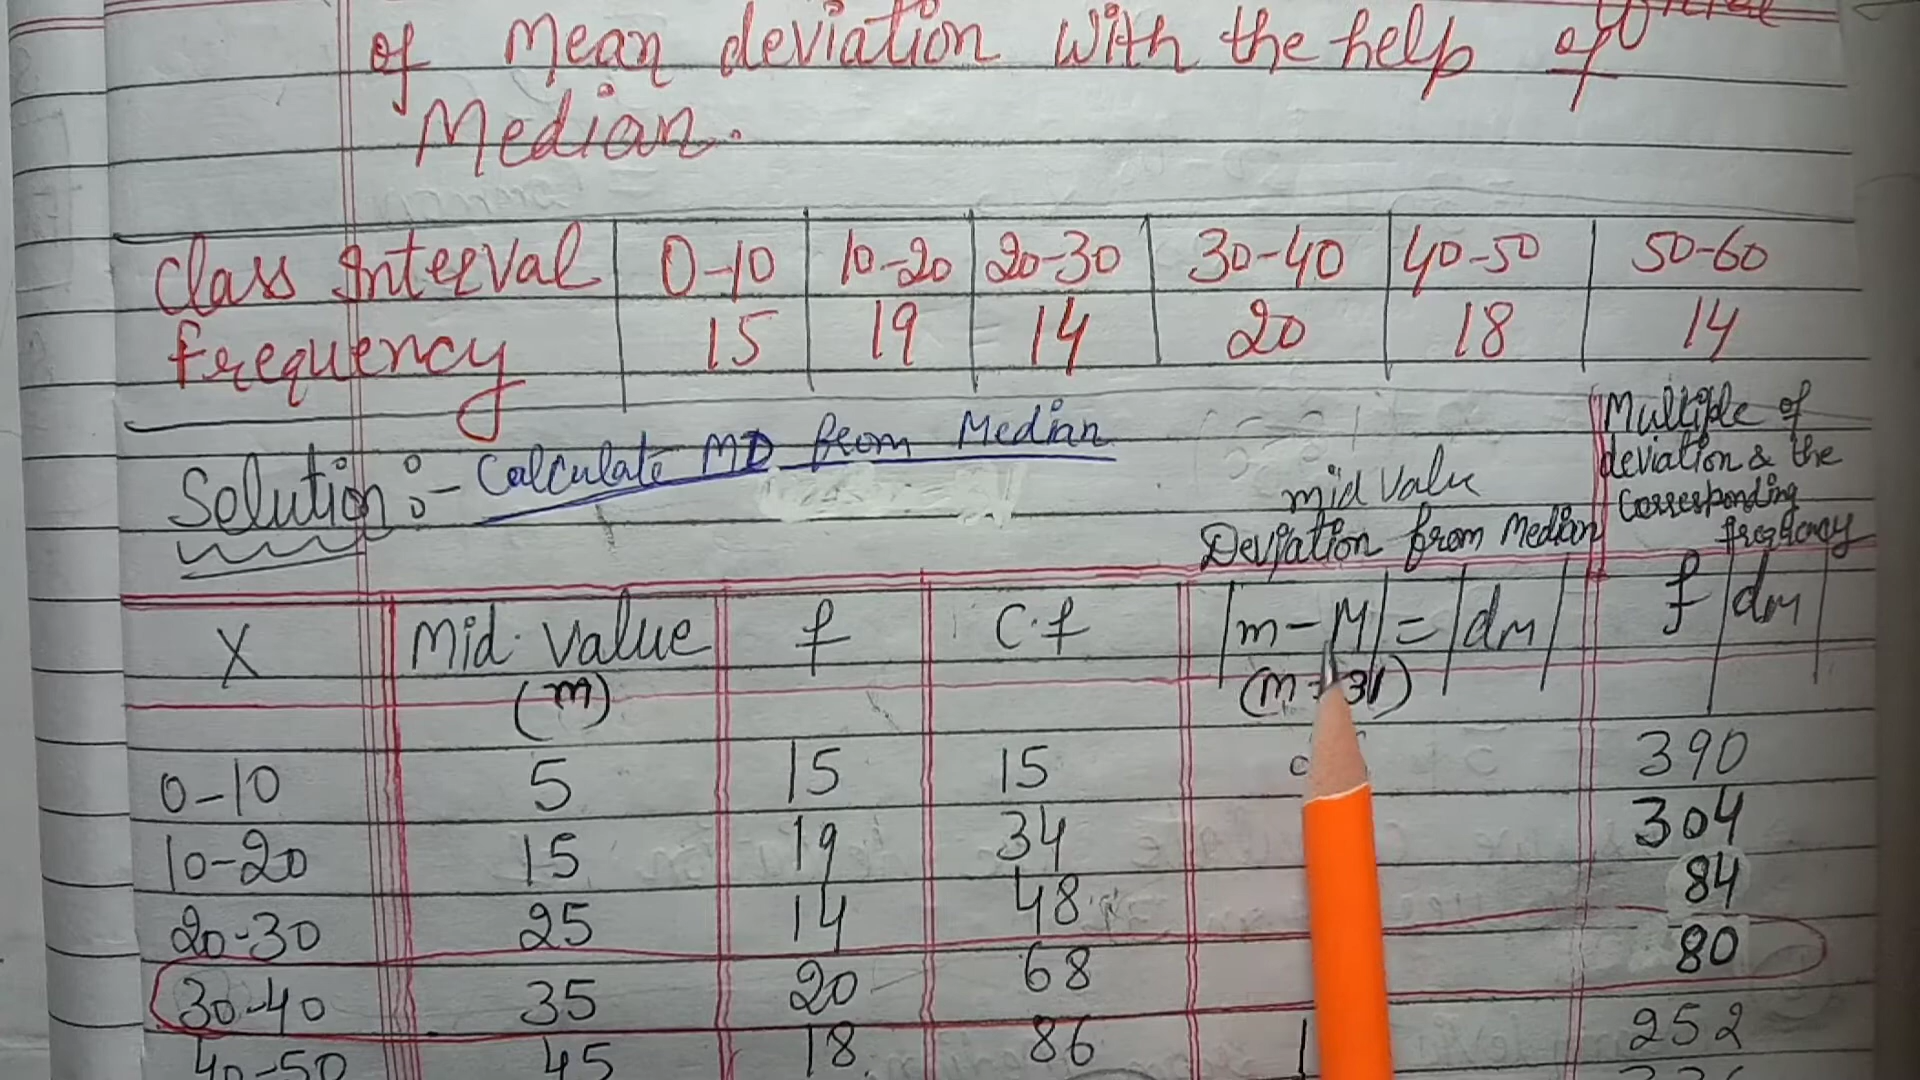 of Mean deviation with the help of
Median.
Class Interval 0-10 10-20 20-30 30-40 40-50 50-60
frequency 15 19 14 20 18 14
Solution :- Calculate MD from Median
mid value
Deviation from Median
Multiple of
deviation & the
Corresponding
freqency
X Mid. value f C.f |m-M|=|dM| f|dM|
(m)
0-10 5 15 15 390
10-20 15 19 34 304
20-30 25 14 48 84
30-40 35 20 68 80
40-50 45 18 86 252